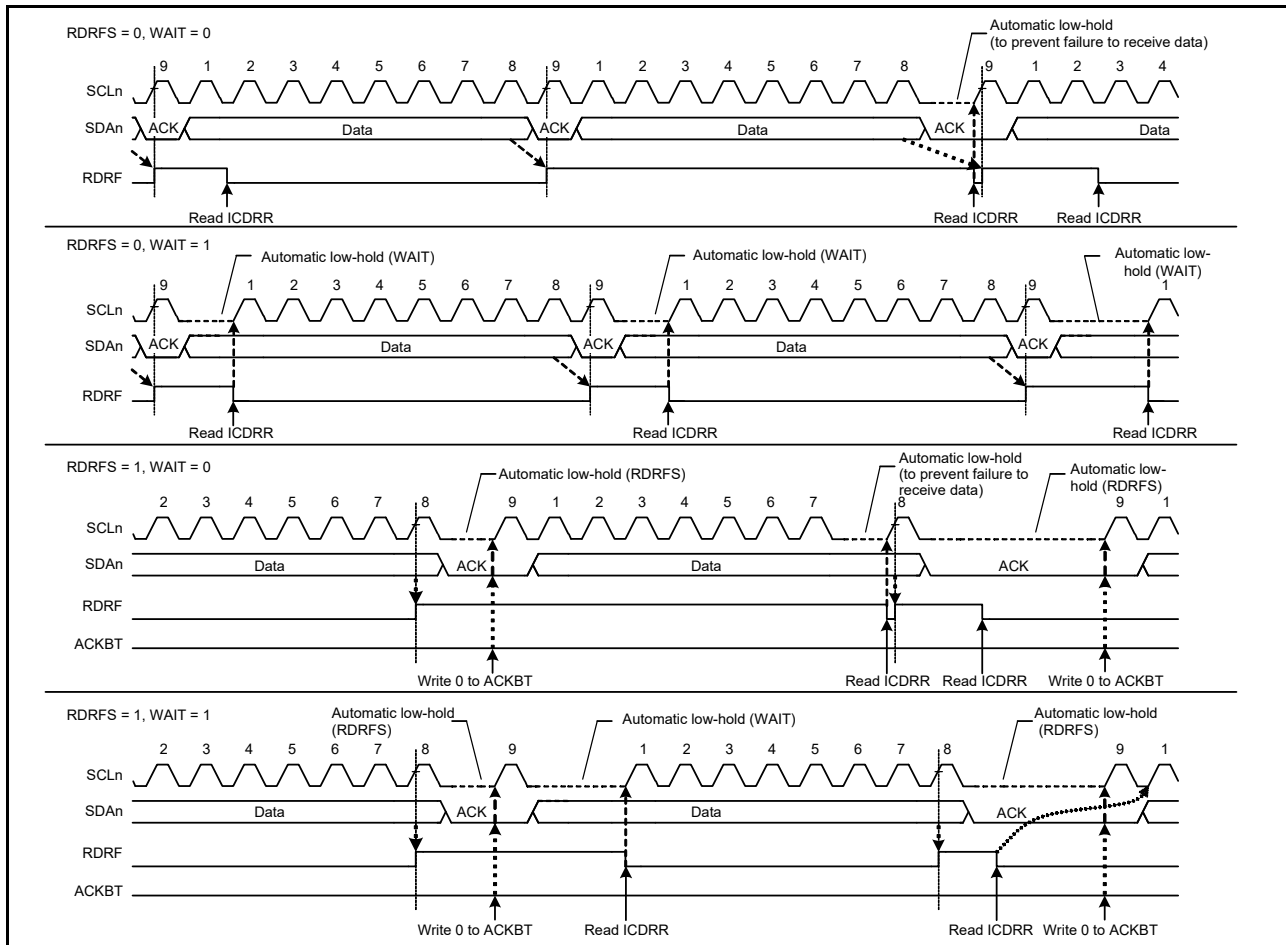 RDRFS = 0, WAIT = 0
Automatic low-hold
(to prevent failure to receive data)
9 1 2 3 4 5 6 7 8 9 1 2 3 4 5 6 7 8 9 1 2 3 4
SCLn
SDAn ACK Data ACK Data ACK Data
RDRF
Read ICDRR Read ICDRR Read ICDRR
RDRFS = 0, WAIT = 1
Automatic low-hold (WAIT) Automatic low-hold (WAIT) Automatic low-
hold (WAIT)
9 1 2 3 4 5 6 7 8 9 1 2 3 4 5 6 7 8 9 1
SCLn
SDAn ACK Data ACK Data ACK
RDRF
Read ICDRR Read ICDRR Read ICDRR
RDRFS = 1, WAIT = 0
Automatic low-hold (RDRFS)
Automatic low-hold
(to prevent failure to
receive data)
Automatic low-
hold (RDRFS)
2 3 4 5 6 7 8 9 1 2 3 4 5 6 7 8 9 1
SCLn
SDAn Data ACK Data ACK
RDRF
ACKBT
Write 0 to ACKBT Read ICDRR Read ICDRR Write 0 to ACKBT
RDRFS = 1, WAIT = 1
Automatic low-hold
(RDRFS)
Automatic low-hold (WAIT)
Automatic low-hold
(RDRFS)
2 3 4 5 6 7 8 9 1 2 3 4 5 6 7 8 9 1
SCLn
SDAn Data ACK Data ACK
RDRF
ACKBT
Write 0 to ACKBT Read ICDRR Read ICDRR Write 0 to ACKBT